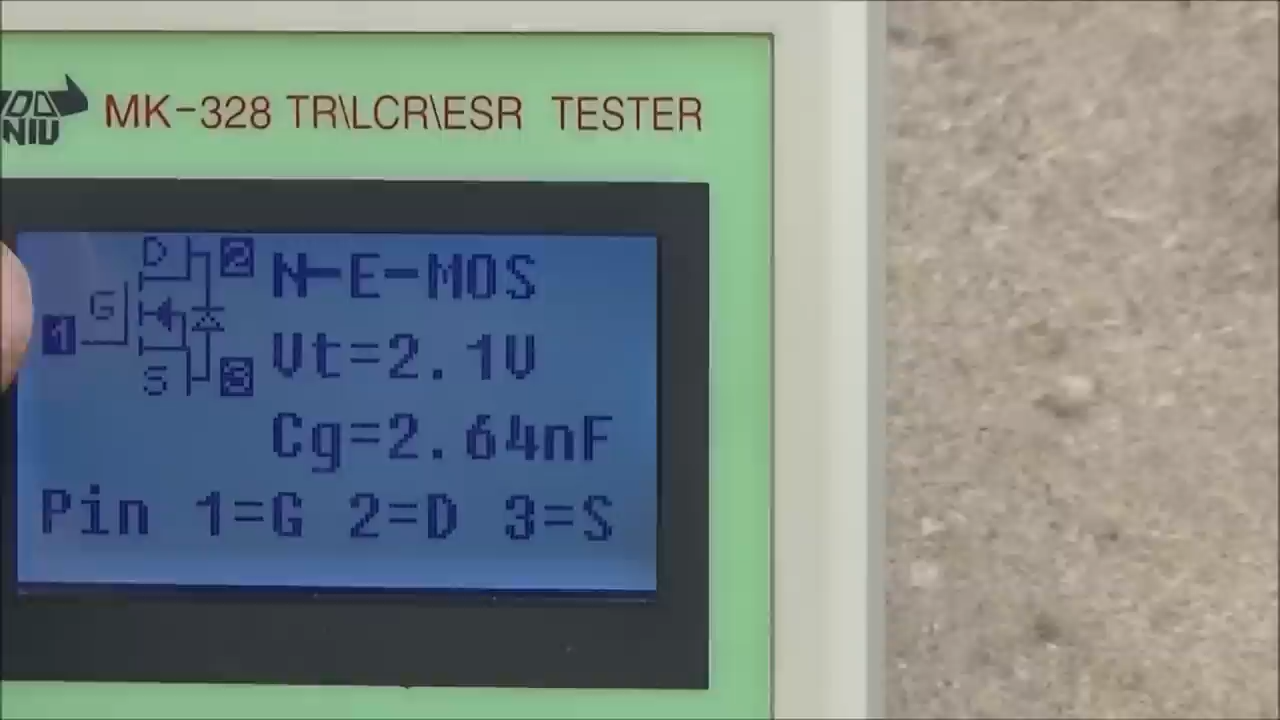 NIU
MK-328 TR\LCR\ESR TESTER
D 2
N-E-MOS
G
1
Vt=2.1V
S 3
Cg=2.64nF
Pin 1=G 2=D 3=S